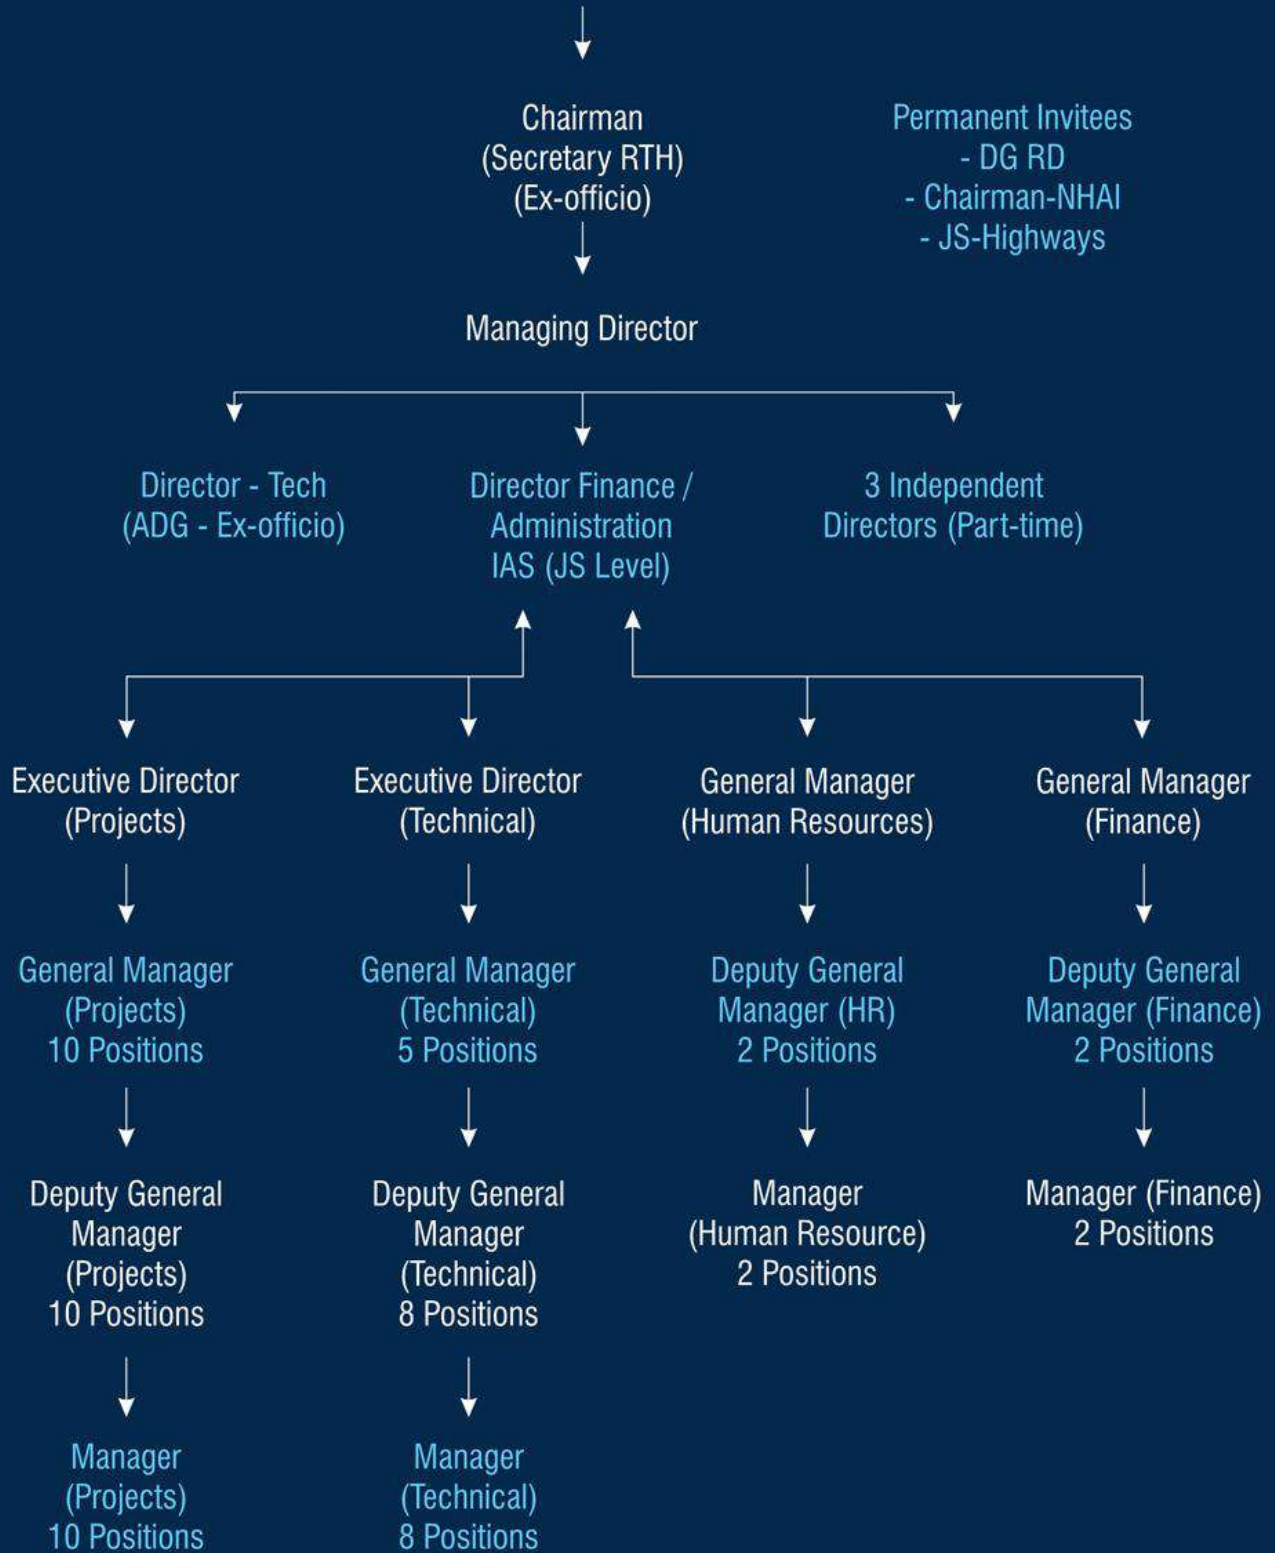 Chairman
(Secretary RTH)
(Ex-officio)
Permanent Invitees
- DG RD
- Chairman-NHAI
- JS-Highways
Managing Director
Director - Tech
(ADG - Ex-officio)
Director Finance /
Administration
IAS (JS Level)
3 Independent
Directors (Part-time)
Executive Director
(Projects)
Executive Director
(Technical)
General Manager
(Human Resources)
General Manager
(Finance)
General Manager
(Projects)
10 Positions
General Manager
(Technical)
5 Positions
Deputy General
Manager (HR)
2 Positions
Deputy General
Manager (Finance)
2 Positions
Deputy General
Manager
(Projects)
10 Positions
Deputy General
Manager
(Technical)
8 Positions
Manager
(Human Resource)
2 Positions
Manager (Finance)
2 Positions
Manager
(Projects)
10 Positions
Manager
(Technical)
8 Positions